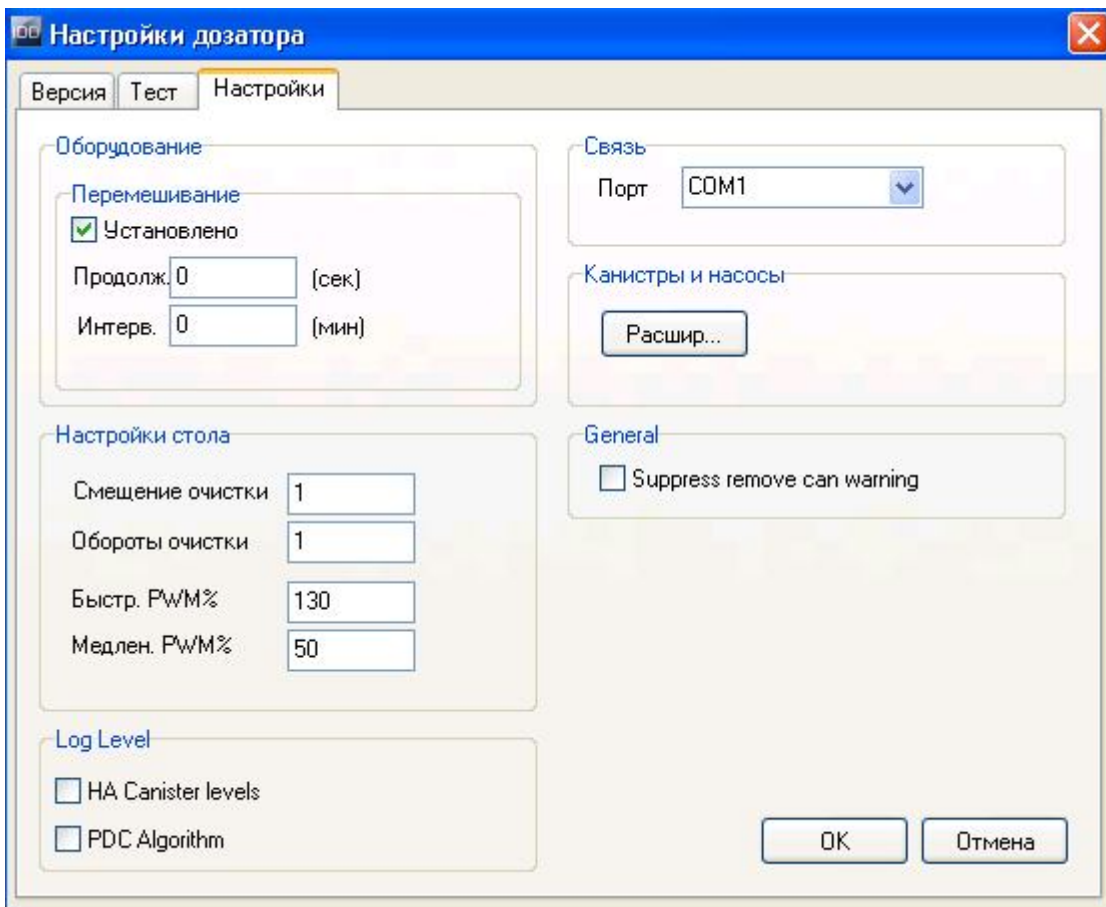 Настройки дозатора
Версия Тест Настройки
Оборудование
Перемешивание
Установлено
Продолж. 0 (сек)
Интерв. 0 (мин)
Настройки стола
Смещение очистки 1
Обороты очистки 1
Быстр. PWM% 130
Медлен. PWM% 50
Log Level
HA Canister levels
PDC Algorithm
Связь
Порт COM1
Канистры и насосы
Расшир...
General
Suppress remove can warning
OK Отмена